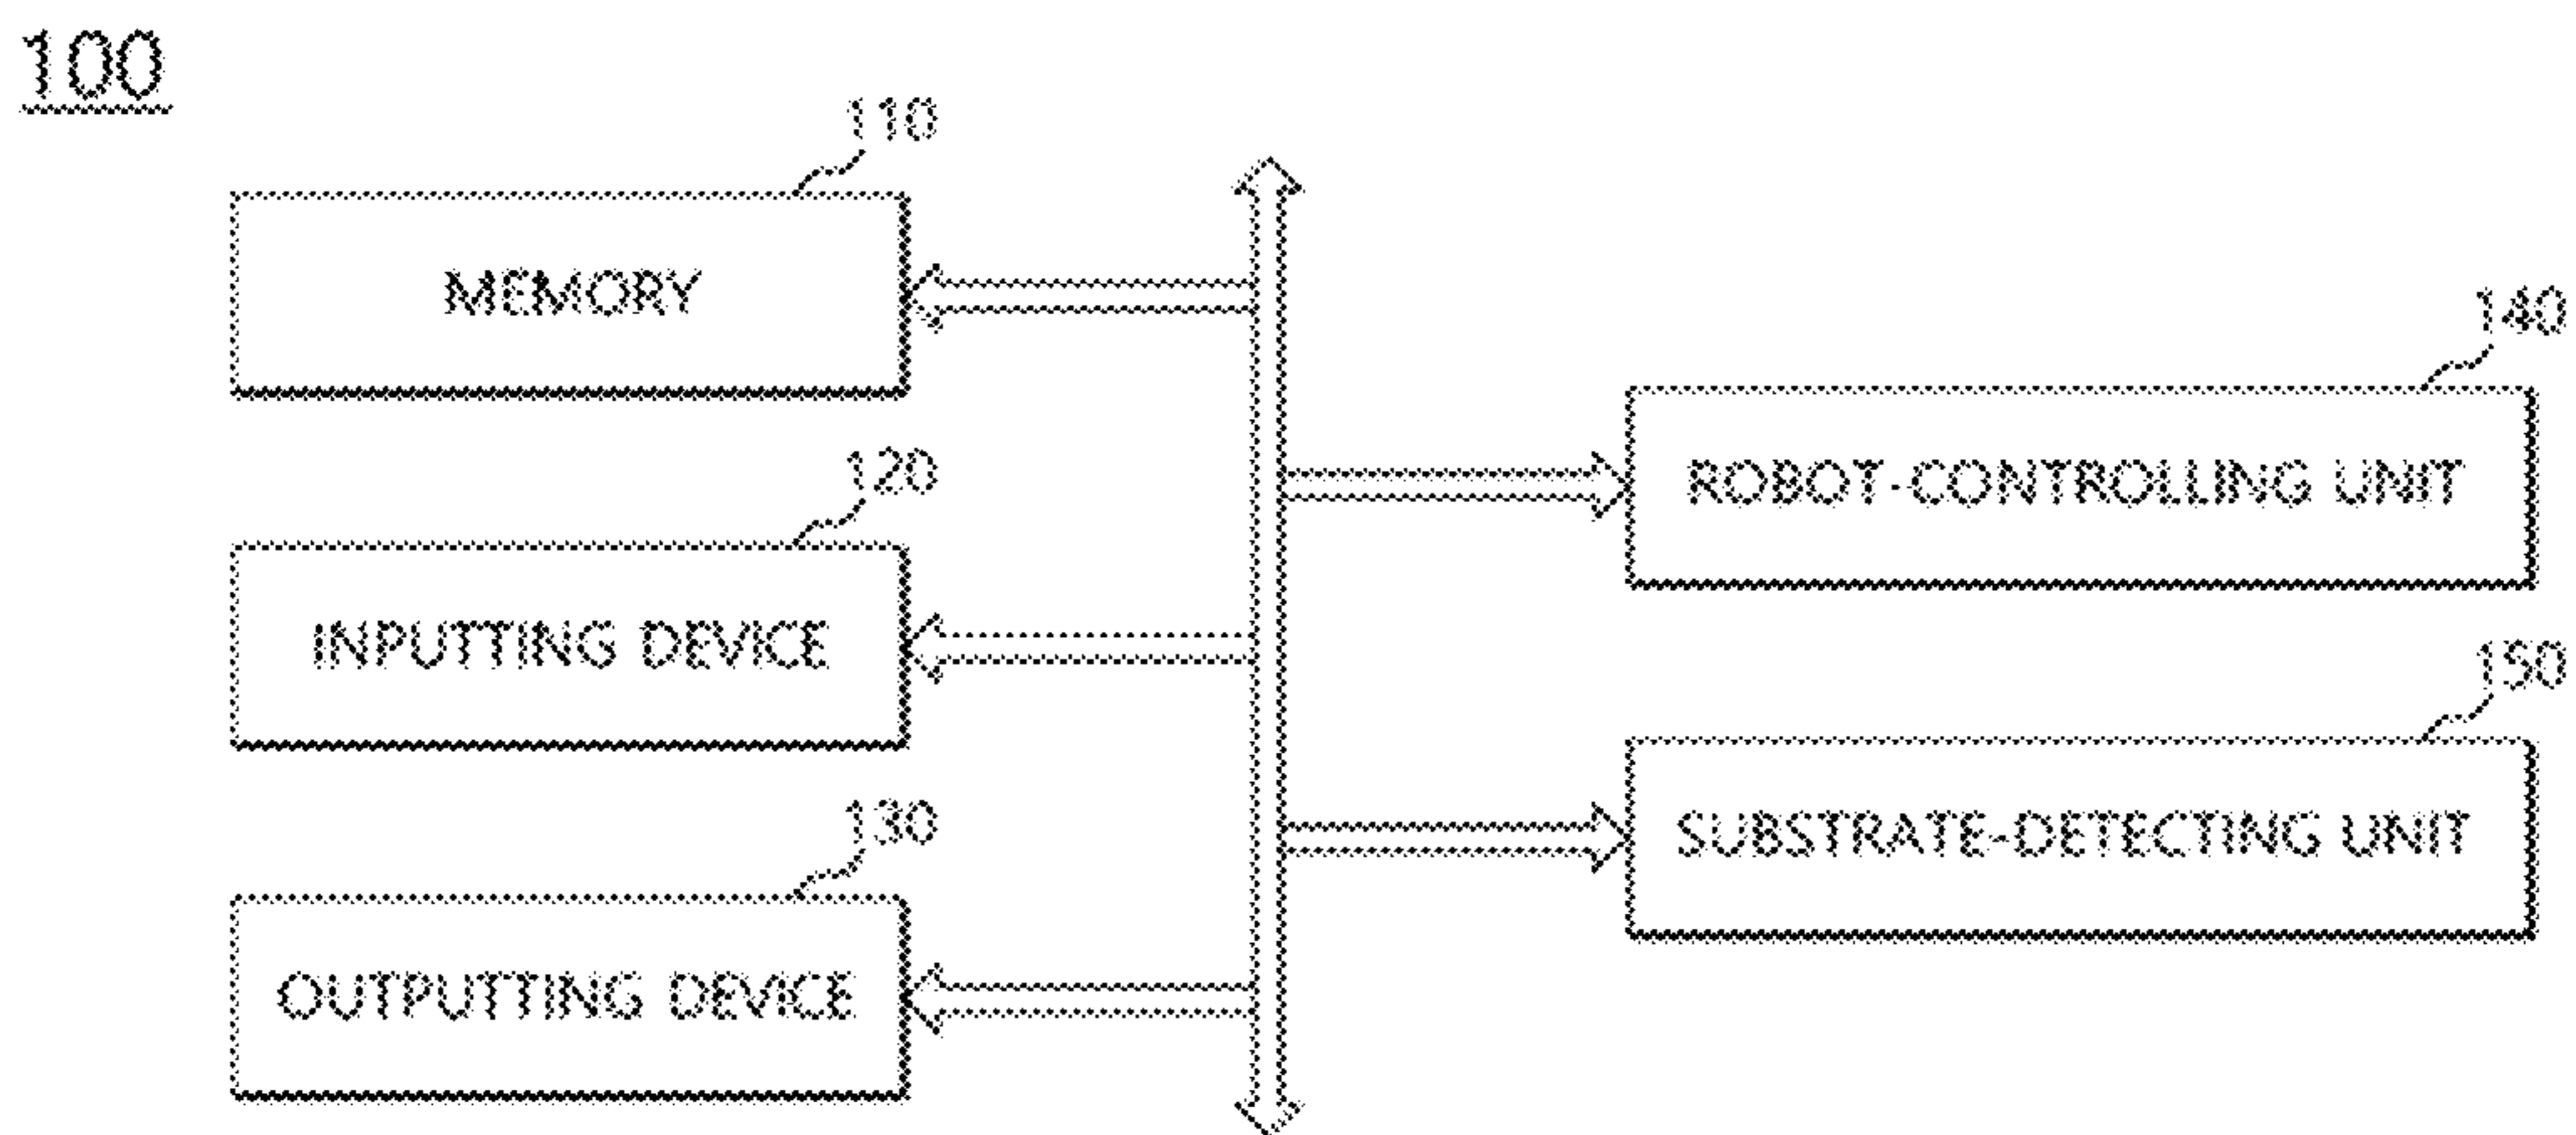 100
110
MEMORY
140
ROBOT-CONTROLLING UNIT
120
INPUTTING DEVICE
150
SUBSTRATE-DETECTING UNIT
130
OUTPUTTING DEVICE